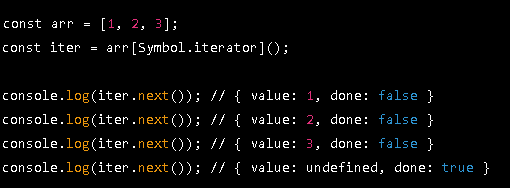 const arr = [1, 2, 3];
const iter = arr[Symbol.iterator]();
console.log(iter.next()); // { value: 1, done: false }
console.log(iter.next()); // { value: 2, done: false }
console.log(iter.next()); // { value: 3, done: false }
console.log(iter.next()); // { value: undefined, done: true }